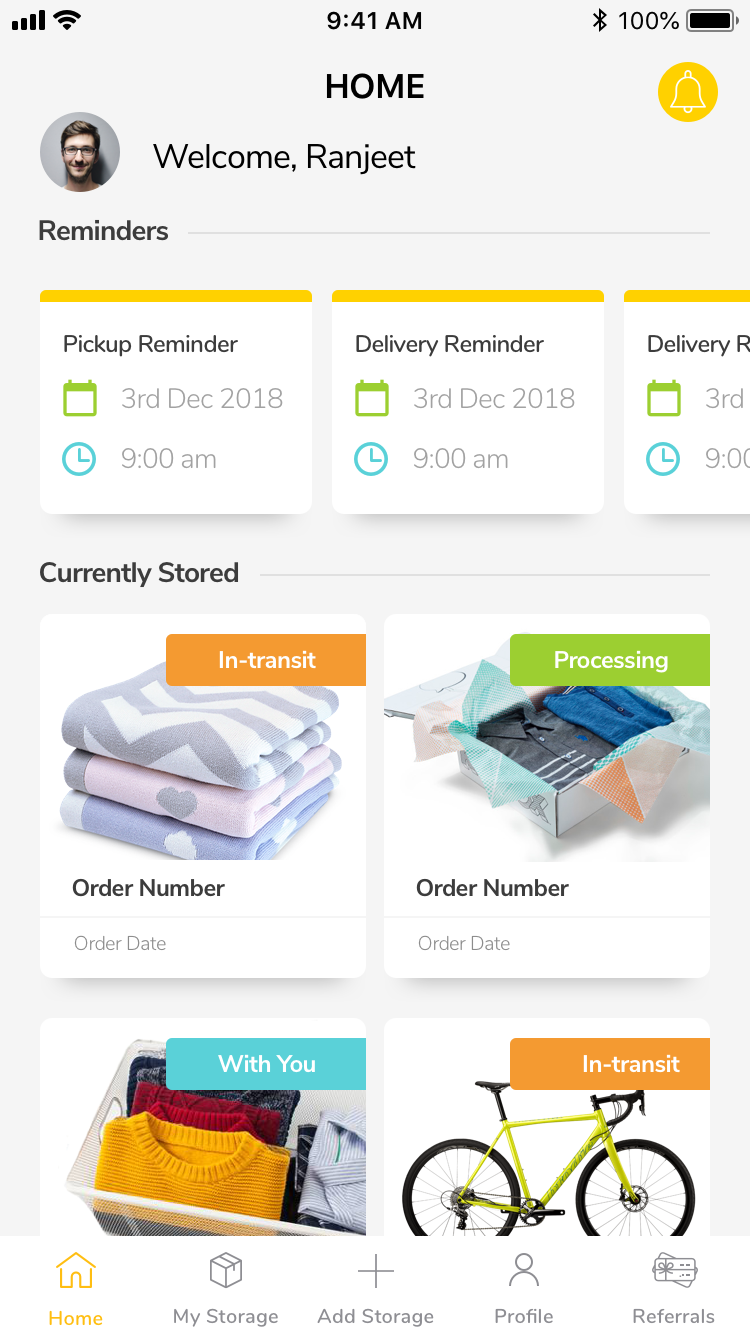 9:41 AM
100%
HOME
Welcome, Ranjeet
Reminders
Pickup Reminder
3rd Dec 2018
9:00 am
Delivery Reminder
3rd Dec 2018
9:00 am
Delivery R
3rd
9:00
Currently Stored
In-transit
Order Number
Order Date
Processing
Order Number
Order Date
With You
In-transit
Home
My Storage
Add Storage
Profile
Referrals